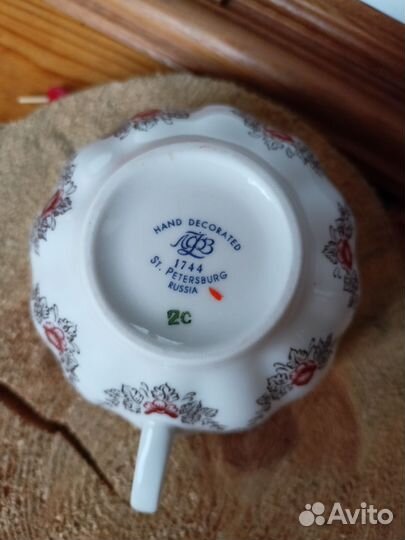 HAND DECORATED
ЛФЗ
1744
ST. PETERSBURG
RUSSIA
2C
Avito